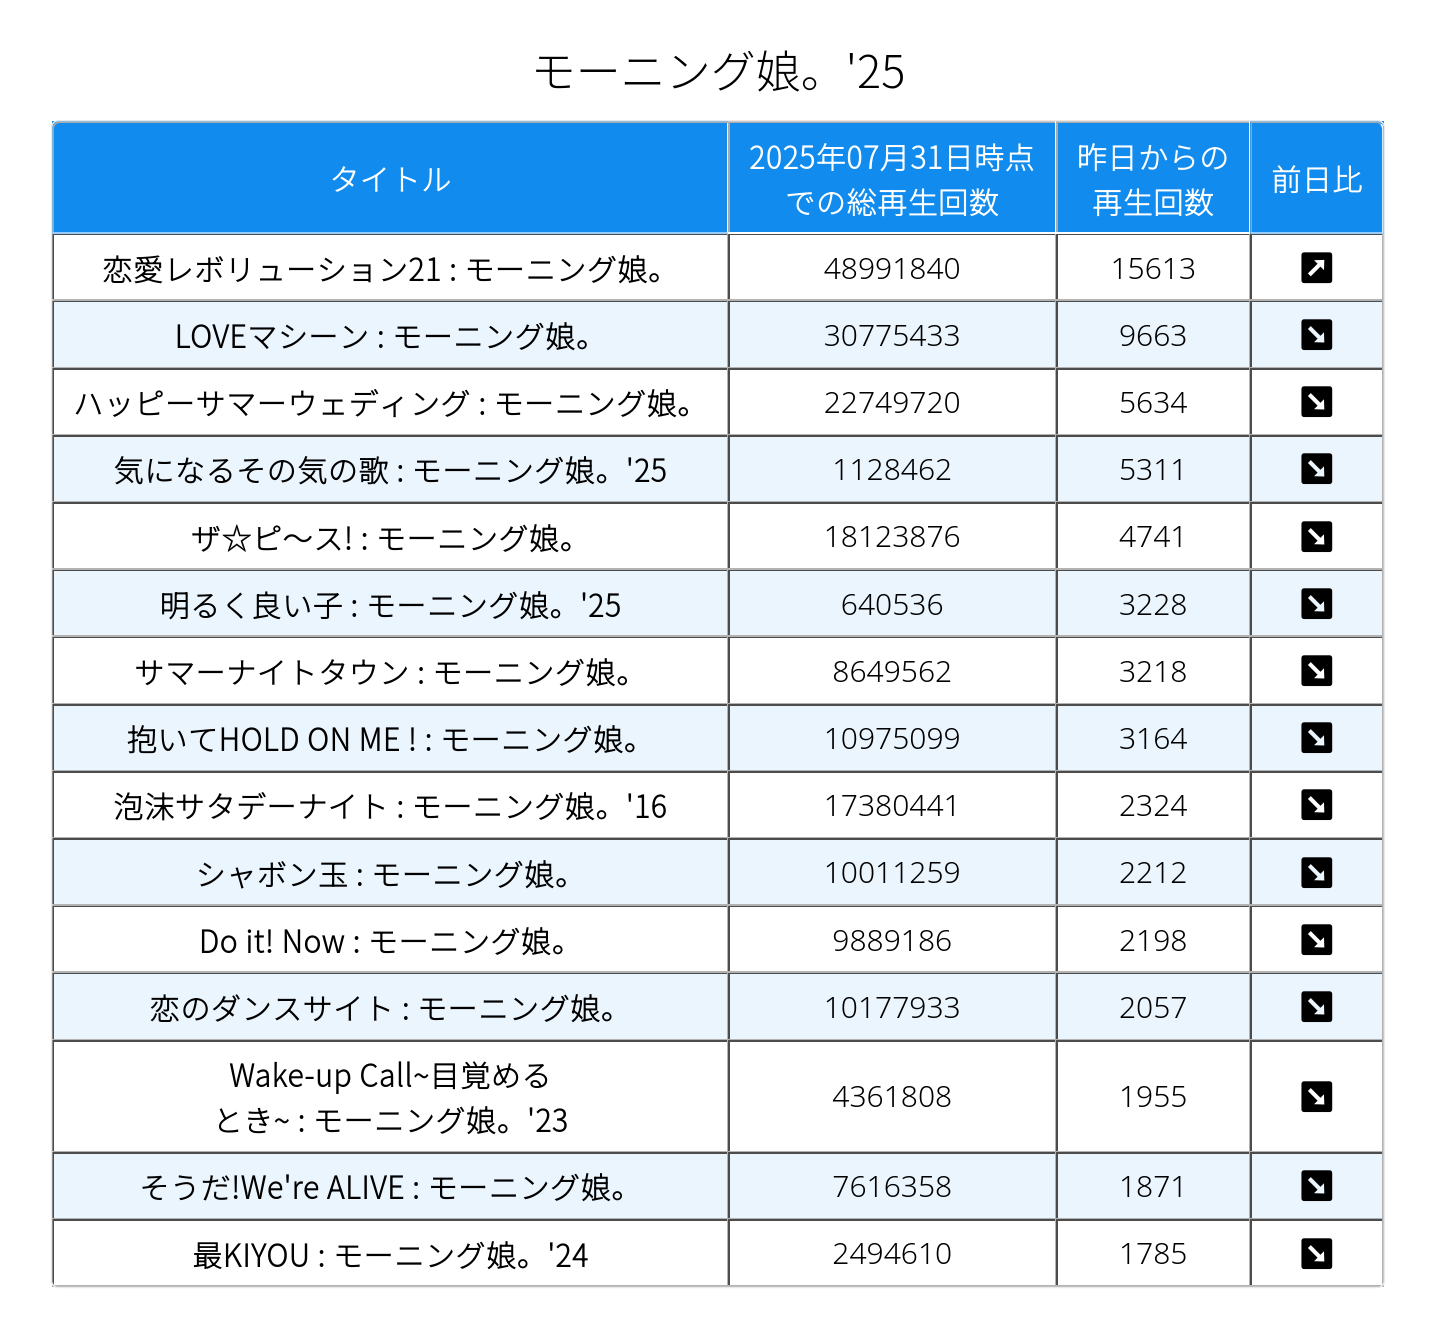 モーニング娘。'25
タイトル
2025年07月31日時点
での総再生回数
昨日からの
再生回数
前日比
恋愛レボリューション21 : モーニング娘。 48991840 15613 ↗
LOVEマシーン : モーニング娘。 30775433 9663 ↘
ハッピーサマーウェディング : モーニング娘。 22749720 5634 ↘
気になるその気の歌 : モーニング娘。'25 1128462 5311 ↘
ザ☆ピ〜ス! : モーニング娘。 18123876 4741 ↘
明るく良い子 : モーニング娘。'25 640536 3228 ↘
サマーナイトタウン : モーニング娘。 8649562 3218 ↘
抱いてHOLD ON ME ! : モーニング娘。 10975099 3164 ↘
泡沫サタデーナイト : モーニング娘。'16 17380441 2324 ↘
シャボン玉 : モーニング娘。 10011259 2212 ↘
Do it! Now : モーニング娘。 9889186 2198 ↘
恋のダンスサイト : モーニング娘。 10177933 2057 ↘
Wake-up Call~目覚める
とき~ : モーニング娘。'23 4361808 1955 ↘
そうだ!We're ALIVE : モーニング娘。 7616358 1871 ↘
最KIYOU : モーニング娘。'24 2494610 1785 ↘